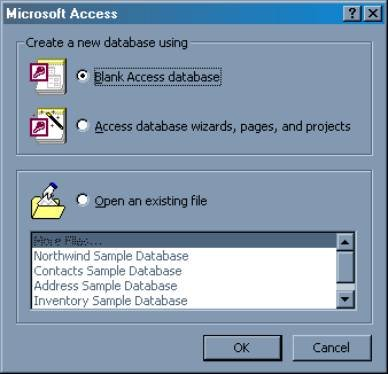 Microsoft Access
Create a new database using
Blank Access database
Access database wizards, pages, and projects
Open an existing file
More Files...
Northwind Sample Database
Contacts Sample Database
Address Sample Database
Inventory Sample Database
OK
Cancel